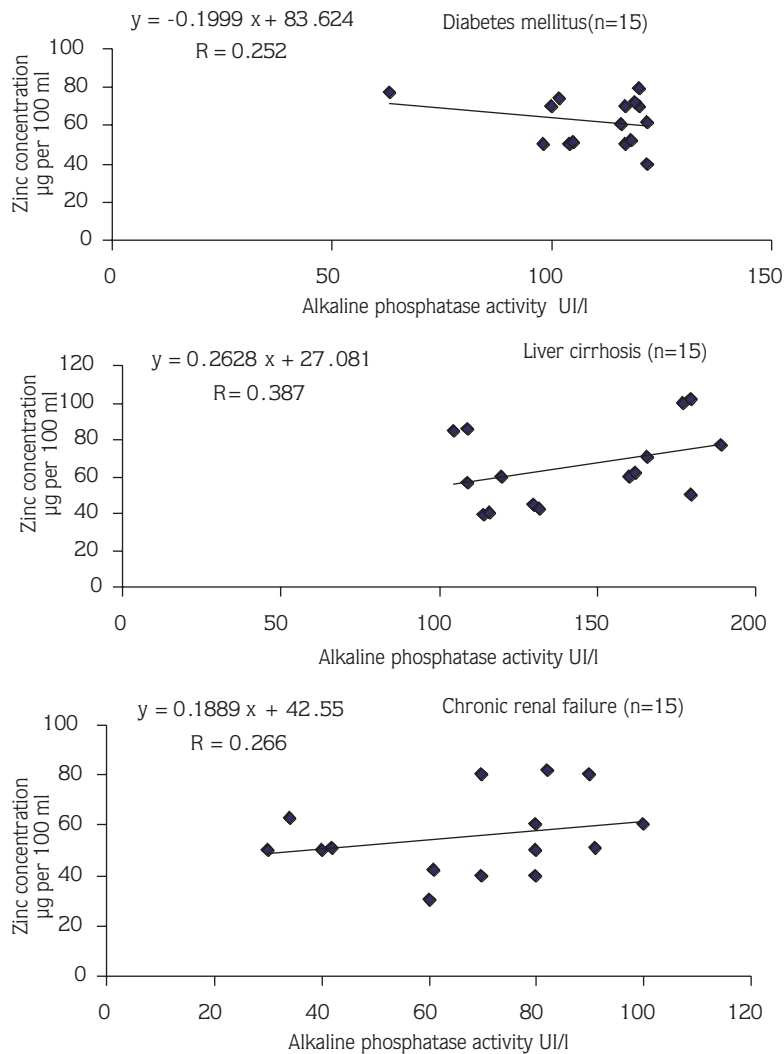 y = -0.1999 x + 83.624
R = 0.252
Diabetes mellitus(n=15)
Zinc concentration
µg per 100 ml
100
80
60
40
20
0
0 50 100 150
Alkaline phosphatase activity UI/l
y = 0.2628 x + 27.081
R = 0.387
Liver cirrhosis (n=15)
Zinc concentration
µg per 100 ml
120
100
80
60
40
20
0
0 50 100 150 200
Alkaline phosphatase activity UI/l
y = 0.1889 x + 42.55
R = 0.266
Chronic renal failure (n=15)
Zinc concentration
µg per 100 ml
100
80
60
40
20
0
0 20 40 60 80 100 120
Alkaline phosphatase activity UI/l